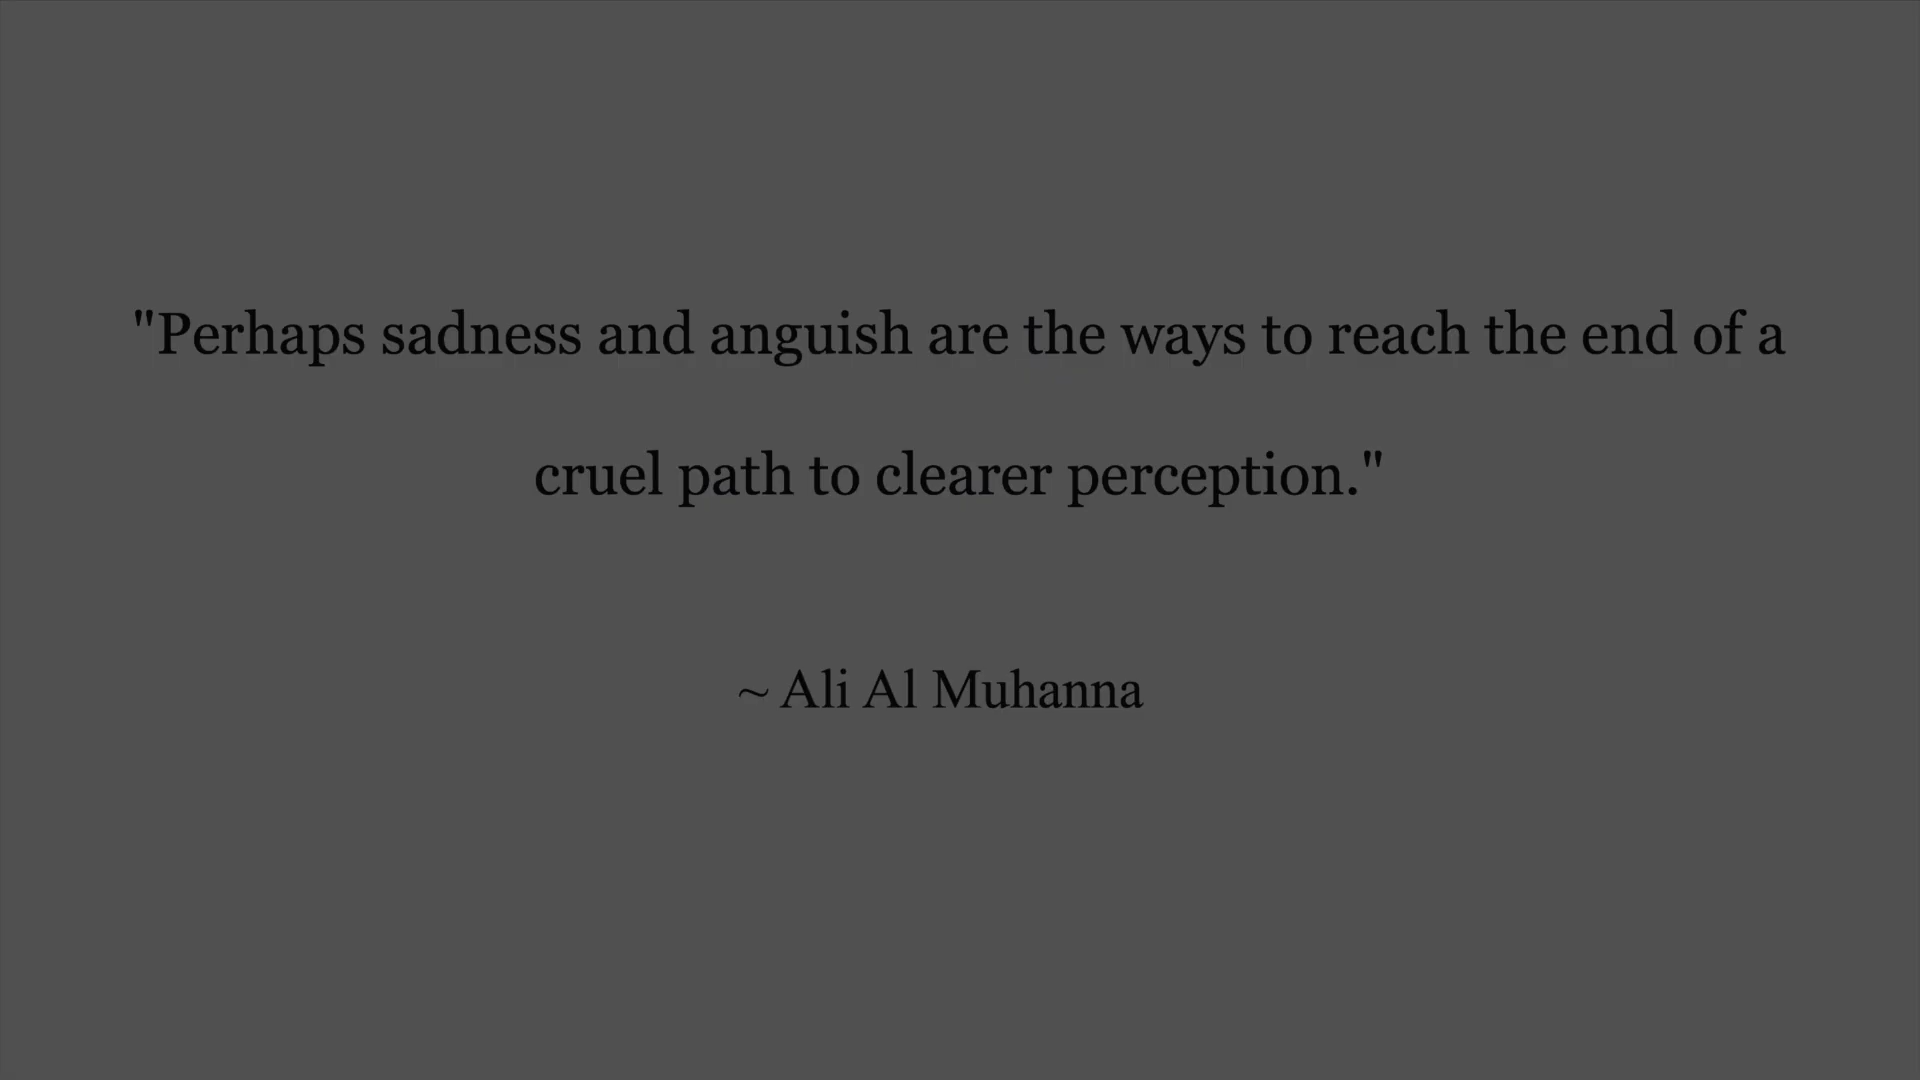 "Perhaps sadness and anguish are the ways to reach the end of a
cruel path to clearer perception."
~ Ali Al Muhanna